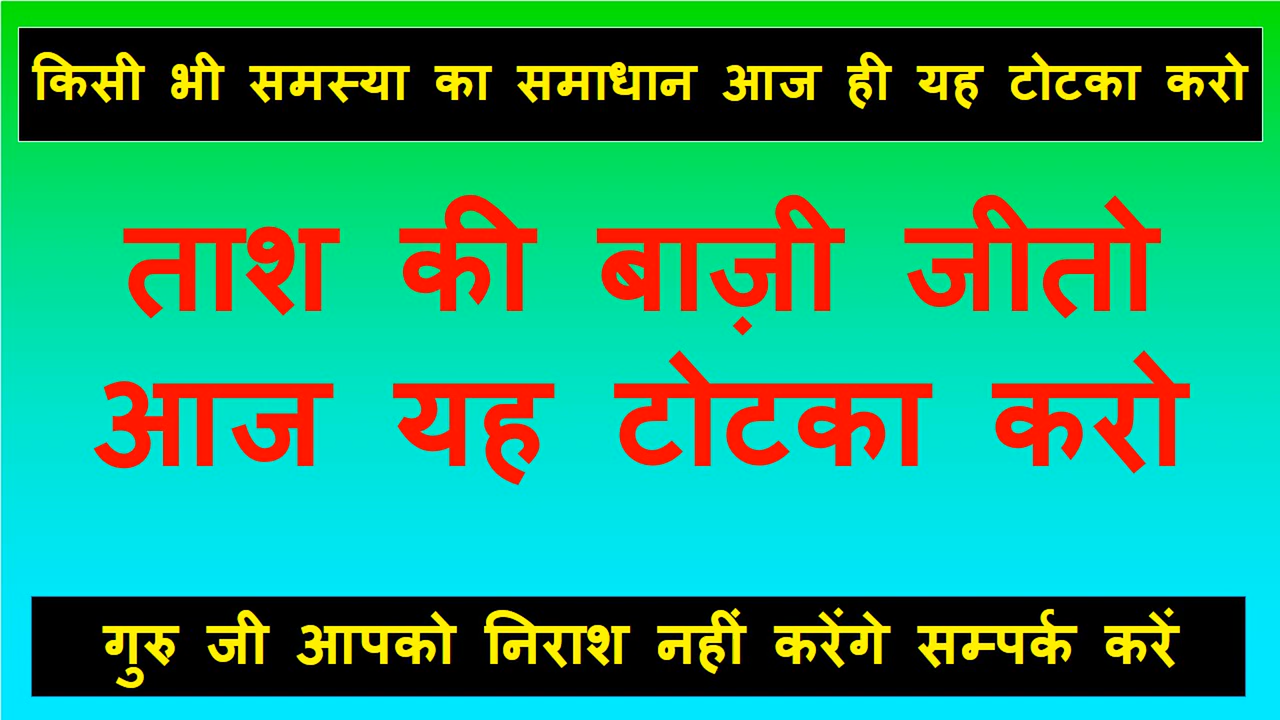 किसी भी समस्या का समाधान आज ही यह टोटका करो
ताश की बाज़ी जीतो
आज यह टोटका करो
गुरु जी आपको निराश नहीं करेंगे सम्पर्क करें